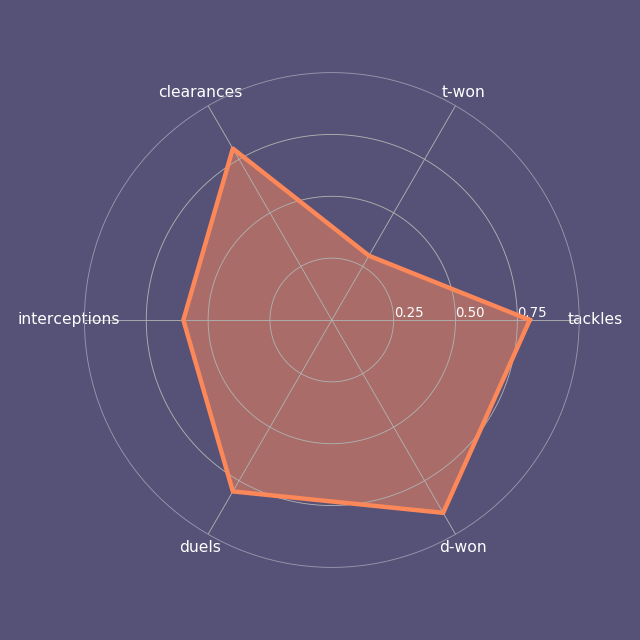 clearances
t-won
0.25
0.50
0.75
interceptions
tackles
duels
d-won